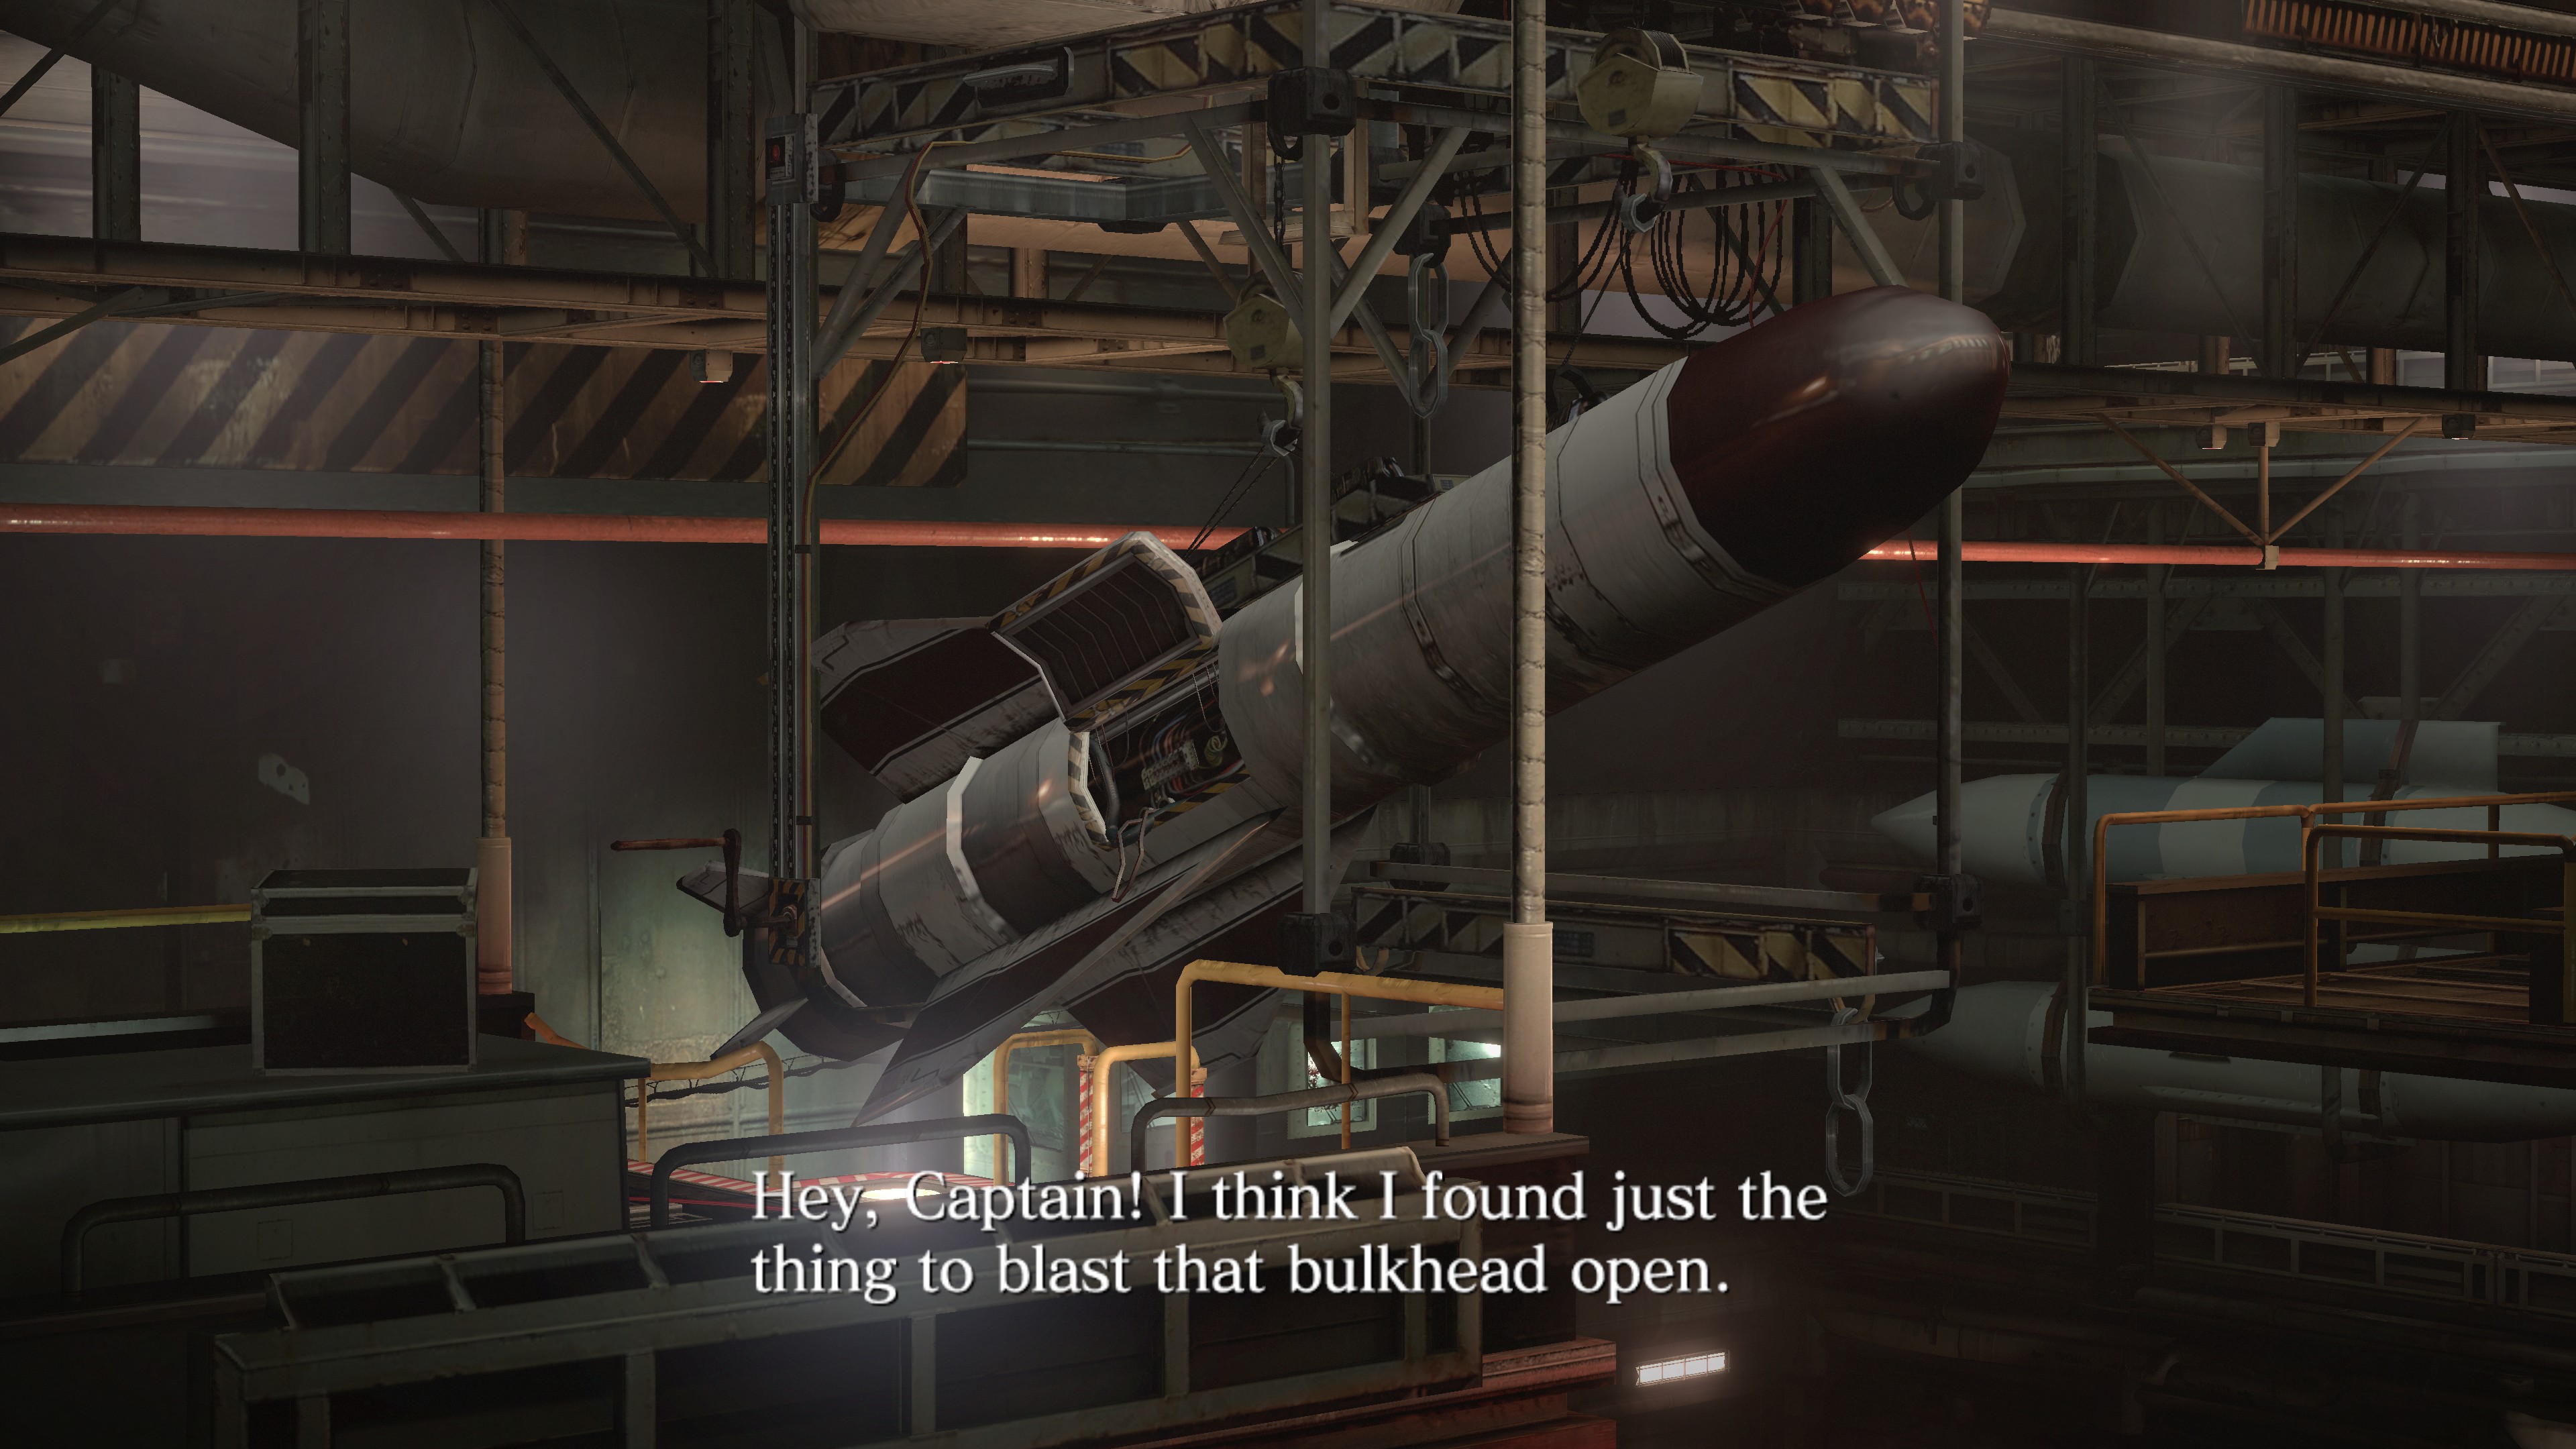 Hey, Captain! I think I found just the
thing to blast that bulkhead open.